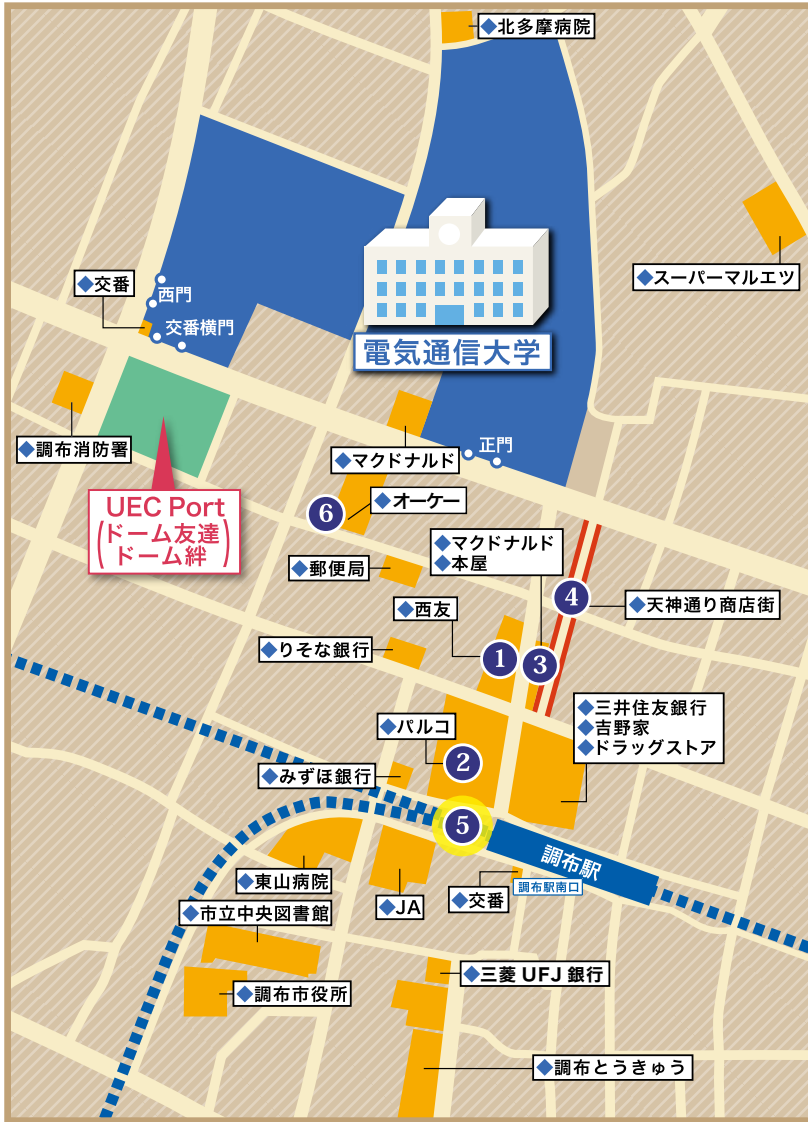 ◆北多摩病院
◆スーパーマルエツ
◆交番
西門
交番横門
電気通信大学
◆調布消防署
◆マクドナルド
正門
UEC Port
(ドーム友達
ドーム絆)
◆オーケー
6
◆マクドナルド
◆本屋
◆郵便局
4
◆西友
◆天神通り商店街
◆りそな銀行
1
3
◆三井住友銀行
◆吉野家
◆ドラッグストア
◆パルコ
2
◆みずほ銀行
5
調布駅
◆東山病院
調布駅南口
◆交番
◆JA
◆市立中央図書館
◆三菱 UFJ 銀行
◆調布市役所
◆調布とうきゅう